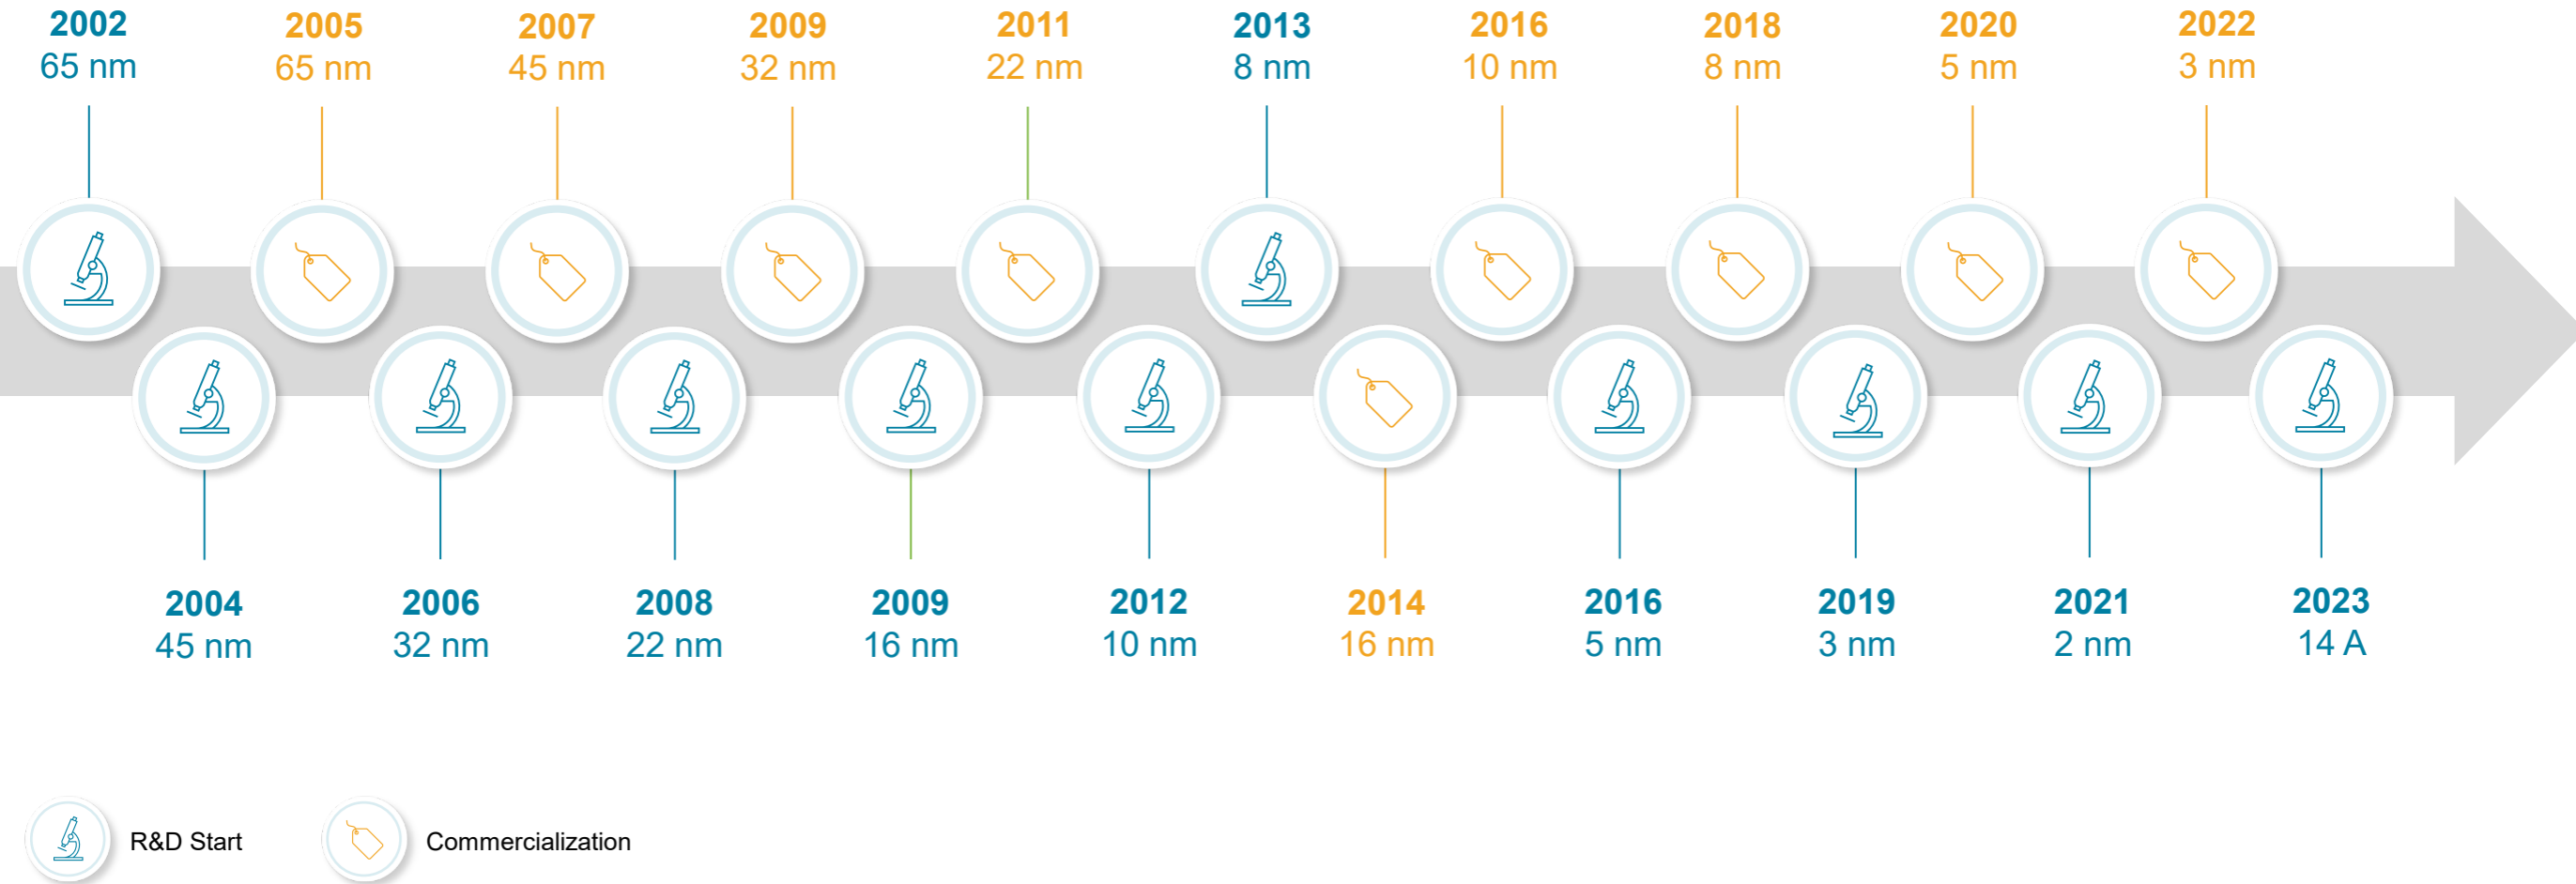 2002
65 nm
2005
65 nm
2007
45 nm
2009
32 nm
2011
22 nm
2013
8 nm
2016
10 nm
2018
8 nm
2020
5 nm
2022
3 nm
2004
45 nm
2006
32 nm
2008
22 nm
2009
16 nm
2012
10 nm
2014
16 nm
2016
5 nm
2019
3 nm
2021
2 nm
2023
14 A
R&D Start
Commercialization